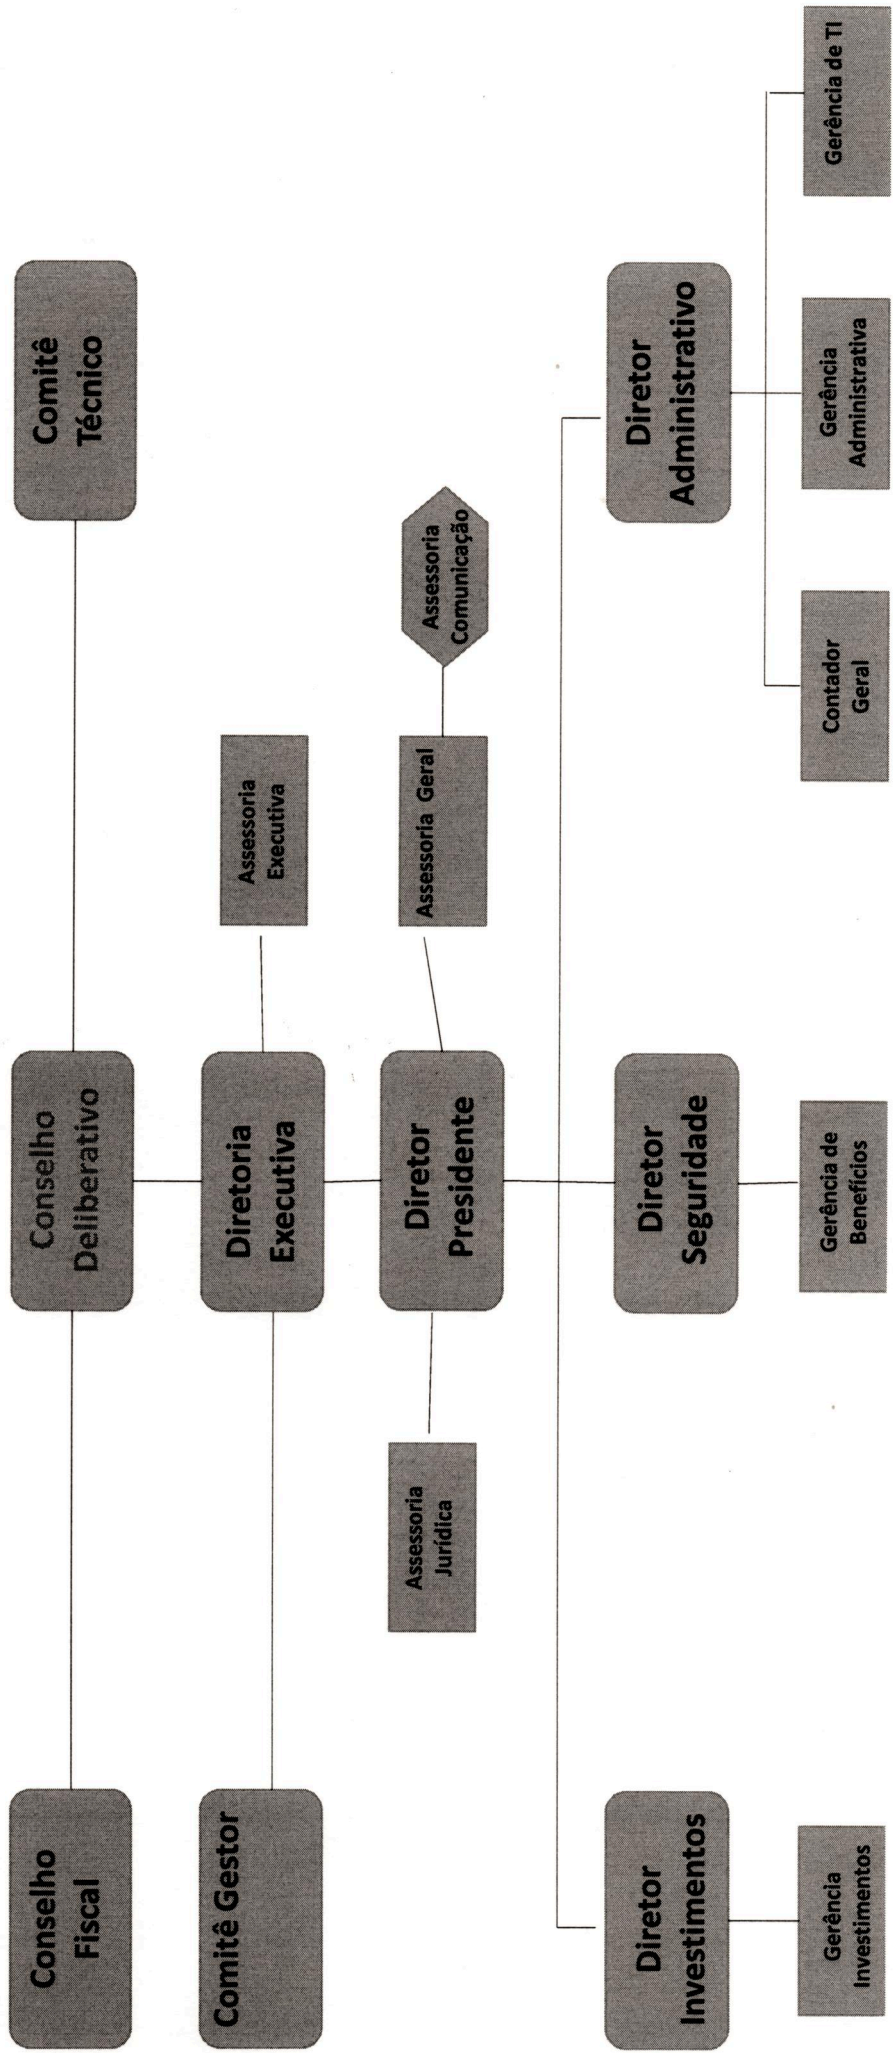 Conselho
Fiscal
Conselho
Deliberativo
Comitê
Técnico
Comitê Gestor
Diretoria
Executiva
Assessoria
Executiva
Assessoria
Jurídica
Diretor
Presidente
Assessoria Geral
Assessoria
Comunicação
Diretor
Investimentos
Diretor
Seguridade
Diretor
Administrativo
Gerência
Investimentos
Gerência de
Benefícios
Contador
Geral
Gerência
Administrativa
Gerência de TI